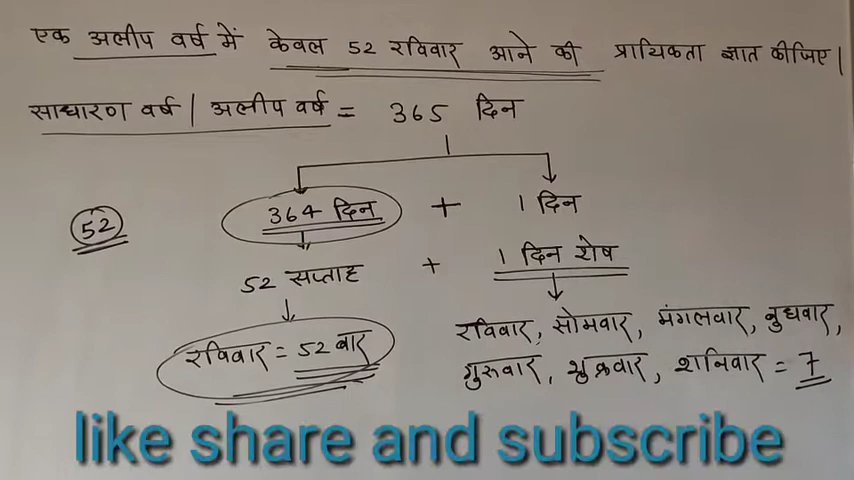 एक अलीप वर्ष में केवल 52 रविवार आने की प्रायिकता ज्ञात कीजिए।
साधारण वर्ष / अलीप वर्ष = 365 दिन
364 दिन + 1 दिन
52
52 सप्ताह + 1 दिन शेष
रविवार = 52 बार
रविवार, सोमवार, मंगलवार, बुधवार,
गुरुवार, शुक्रवार, शनिवार = 7
like share and subscribe